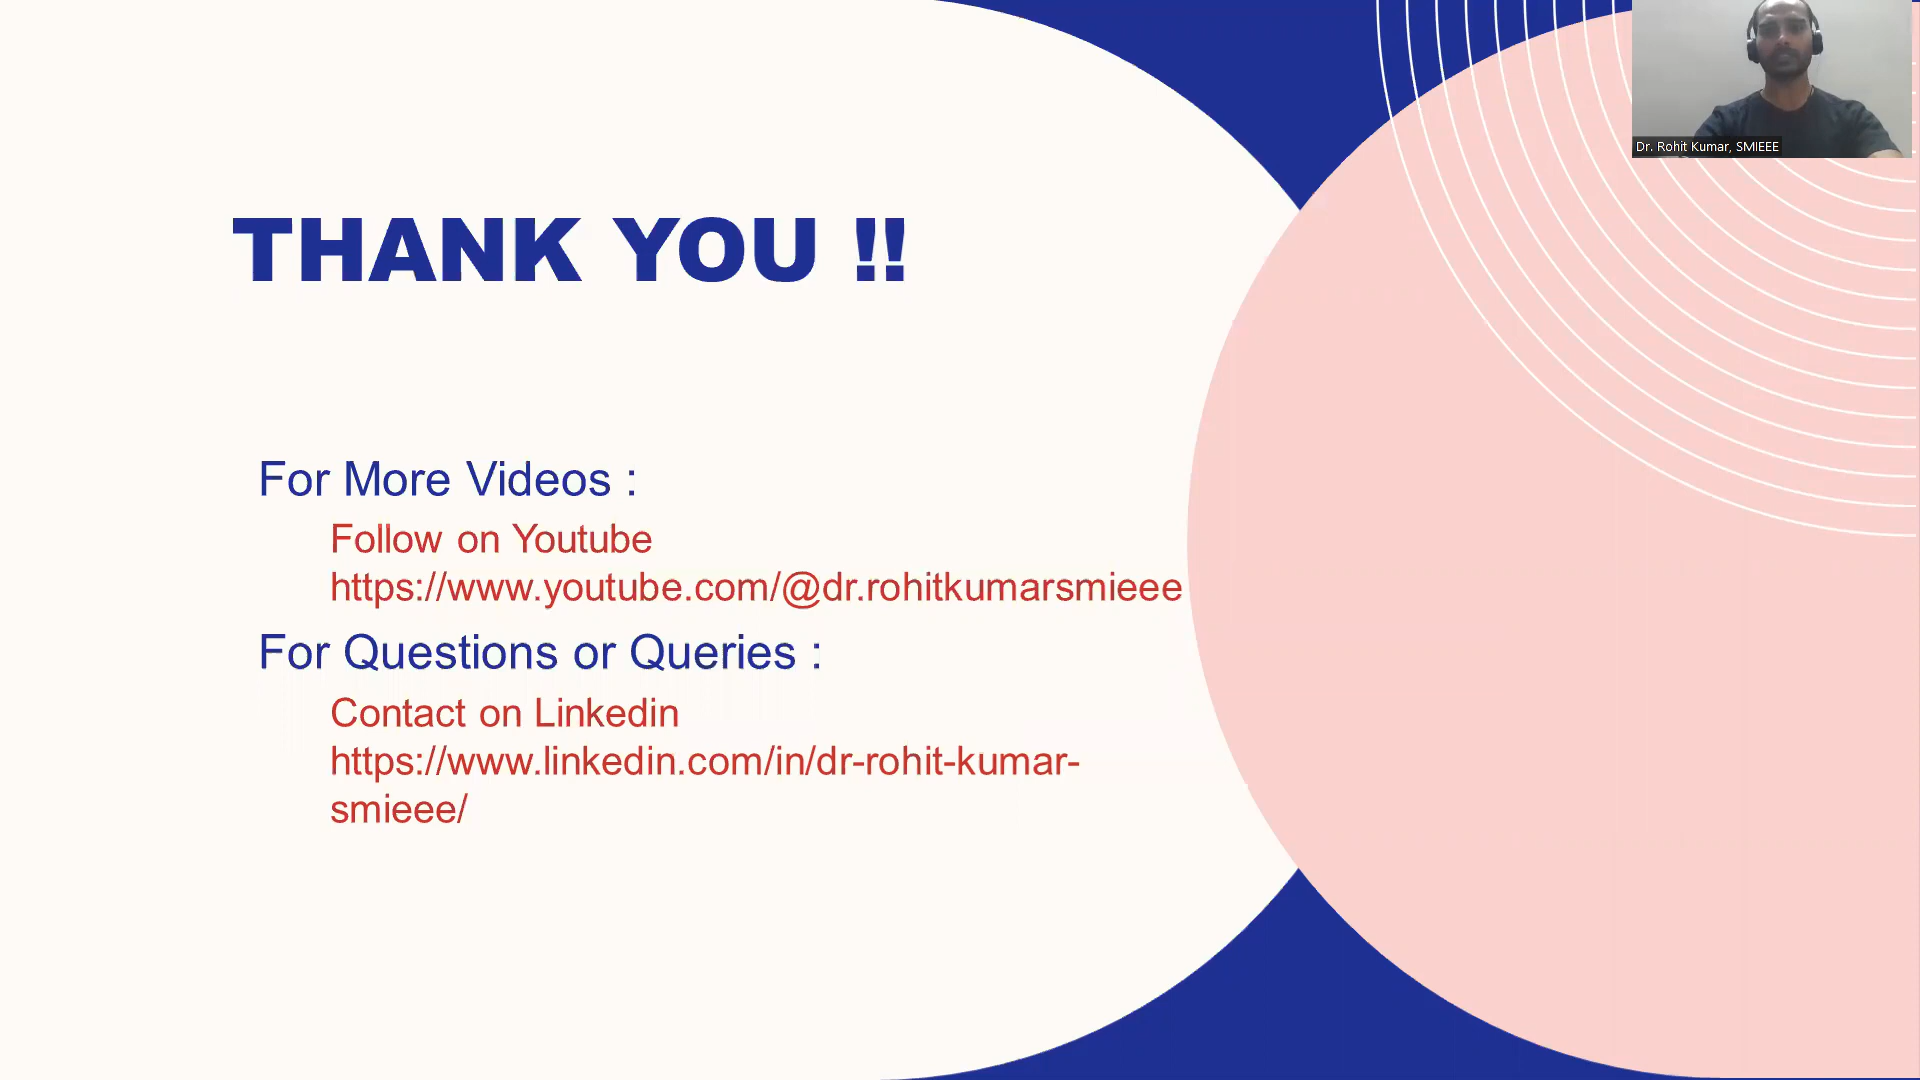 Dr. Rohit Kumar, SMIEEE
THANK YOU !!
For More Videos :
Follow on Youtube
https://www.youtube.com/@dr.rohitkumarsmieee
For Questions or Queries :
Contact on Linkedin
https://www.linkedin.com/in/dr-rohit-kumar-
smieee/